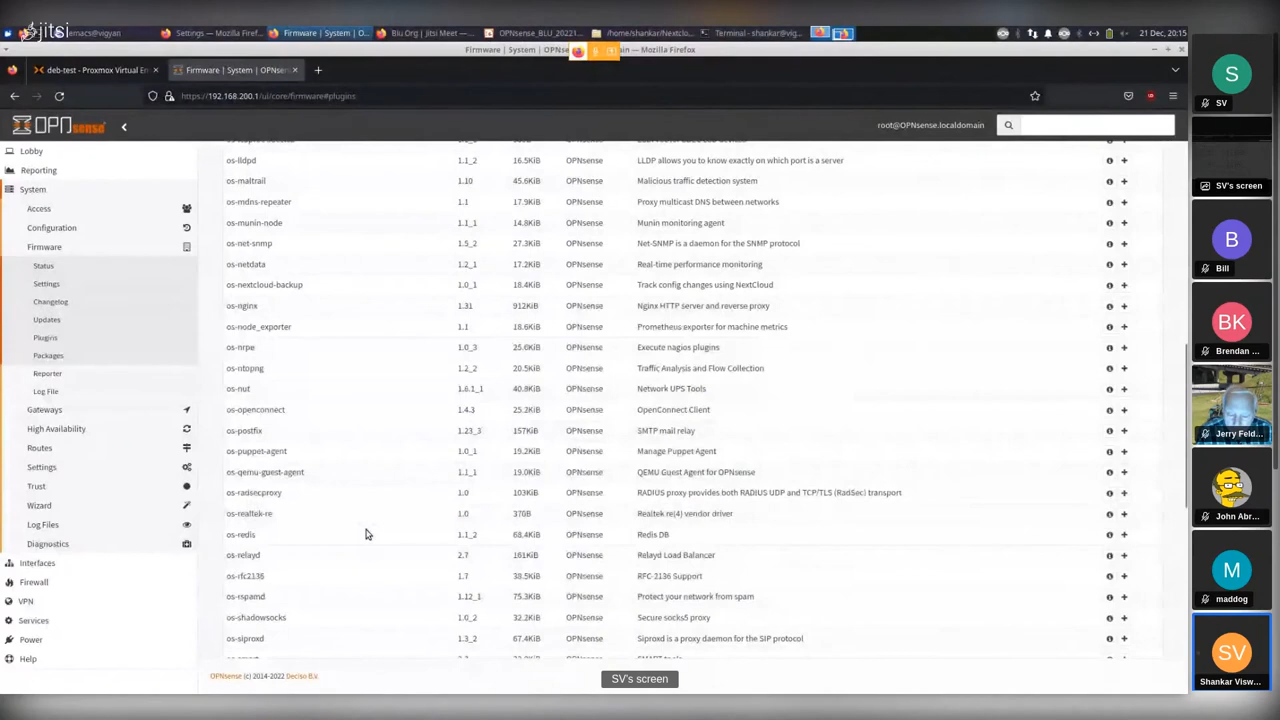 jitsi
emacs@vigyan
Settings — Mozilla Firef...
Firefox Firmware | System | O...
Blu Org | Jitsi Meet — ...
OPNsense_BLU_20221...
/home/shankar/Nextclo...
Terminal - shankar@vig...
21 Dec, 20:15
Firmware | System | OPNse
ain — Mozilla Firefox
deb-test - Proxmox Virtual En
Firmware | System | OPNsens
https://192.168.200.1/ui/core/firmware#plugins
OPNsense
root@OPNsense.localdomain
Lobby
Reporting
System
Access
Configuration
Firmware
Status
Settings
Changelog
Updates
Plugins
Packages
Reporter
Log File
Gateways
High Availability
Routes
Settings
Trust
Wizard
Log Files
Diagnostics
Interfaces
Firewall
VPN
Services
Power
Help
os-lldpd 1.1_2 16.5KiB OPNsense LLDP allows you to know exactly on which port is a server
os-maltrail 1.10 45.6KiB OPNsense Malicious traffic detection system
os-mdns-repeater 1.1 17.9KiB OPNsense Proxy multicast DNS between networks
os-munin-node 1.1_1 14.8KiB OPNsense Munin monitoring agent
os-net-snmp 1.5_2 27.3KiB OPNsense Net-SNMP is a daemon for the SNMP protocol
os-netdata 1.2_1 17.2KiB OPNsense Real-time performance monitoring
os-nextcloud-backup 1.0_1 18.4KiB OPNsense Track config changes using NextCloud
os-nginx 1.31 912KiB OPNsense Nginx HTTP server and reverse proxy
os-node_exporter 1.1 18.6KiB OPNsense Prometheus exporter for machine metrics
os-nrpe 1.0_3 25.6KiB OPNsense Execute nagios plugins
os-ntopng 1.2_2 20.5KiB OPNsense Traffic Analysis and Flow Collection
os-nut 1.8.1_1 40.8KiB OPNsense Network UPS Tools
os-openconnect 1.4.3 25.2KiB OPNsense OpenConnect Client
os-postfix 1.23_3 157KiB OPNsense SMTP mail relay
os-puppet-agent 1.0_1 19.2KiB OPNsense Manage Puppet Agent
os-qemu-guest-agent 1.1_1 19.0KiB OPNsense QEMU Guest Agent for OPNsense
os-radsecproxy 1.0 103KiB OPNsense RADIUS proxy provides both RADIUS UDP and TCP/TLS (RadSec) transport
os-realtek-re 1.0 370B OPNsense Realtek re(4) vendor driver
os-redis 1.1_2 68.4KiB OPNsense Redis DB
os-relayd 2.7 161KiB OPNsense Relayd Load Balancer
os-rfc2136 1.7 38.5KiB OPNsense RFC-2136 Support
os-rspamd 1.12_1 75.3KiB OPNsense Protect your network from spam
os-shadowsocks 1.0_2 32.2KiB OPNsense Secure socks5 proxy
os-siproxd 1.3_2 67.4KiB OPNsense Siproxd is a proxy daemon for the SIP protocol
OPNsense (c) 2014-2022 Deciso B.V.
SV's screen
S
SV
SV's screen
B
Bill
BK
Brendan ...
Jerry Feld...
John Abr...
M
maddog
SV
Shankar Visw...